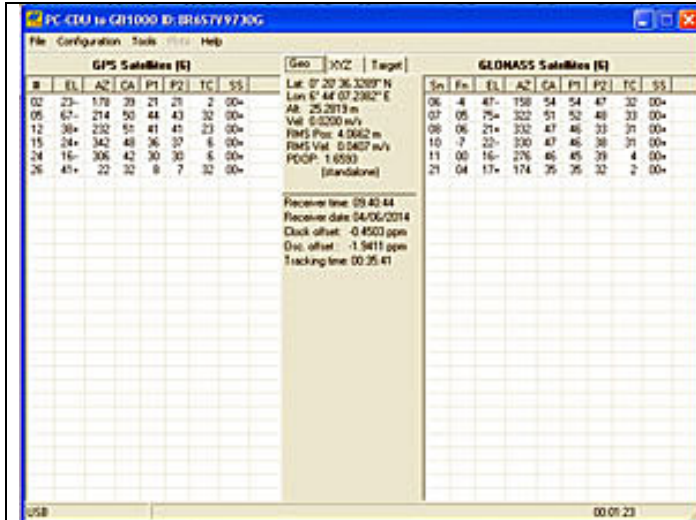 PC-CDU to GB1000 ID: 8R657V9730G
File Configuration Tools Plots Help
GPS Satellites (6)
# EL AZ CA P1 P2 TC SS
02 23- 178 39 21 21 2 00+
05 67- 214 50 44 43 32 00+
12 38+ 232 51 41 41 23 00+
15 24+ 342 48 36 37 6 00+
24 16- 306 42 30 30 6 00+
26 41+ 22 32 8 7 32 00+
Geo XYZ Target
Lat: 0° 20' 36.3289" N
Lon: 6° 44' 07.2382" E
Alt: 25.2819 m
Vel: 0.0200 m/s
RMS Pos: 4.0662 m
RMS Vel: 0.0407 m/s
PDOP: 1.6593
(standalone)
Receiver time: 09:40:44
Receiver date: 04/06/2014
Clock offset: -0.4503 ppm
Osc. offset: -1.9411 ppm
Tracking time: 00:35:41
GLONASS Satellites (6)
Sn Fn EL AZ CA P1 P2 TC SS
06 -4 47- 158 54 54 47 32 00+
07 05 75+ 322 51 52 48 33 00+
08 06 21+ 332 47 46 33 31 00+
10 -7 22- 330 47 46 38 31 00+
11 00 16- 276 46 45 39 4 00+
21 04 17+ 174 35 35 32 2 00+
USB
00:01:23